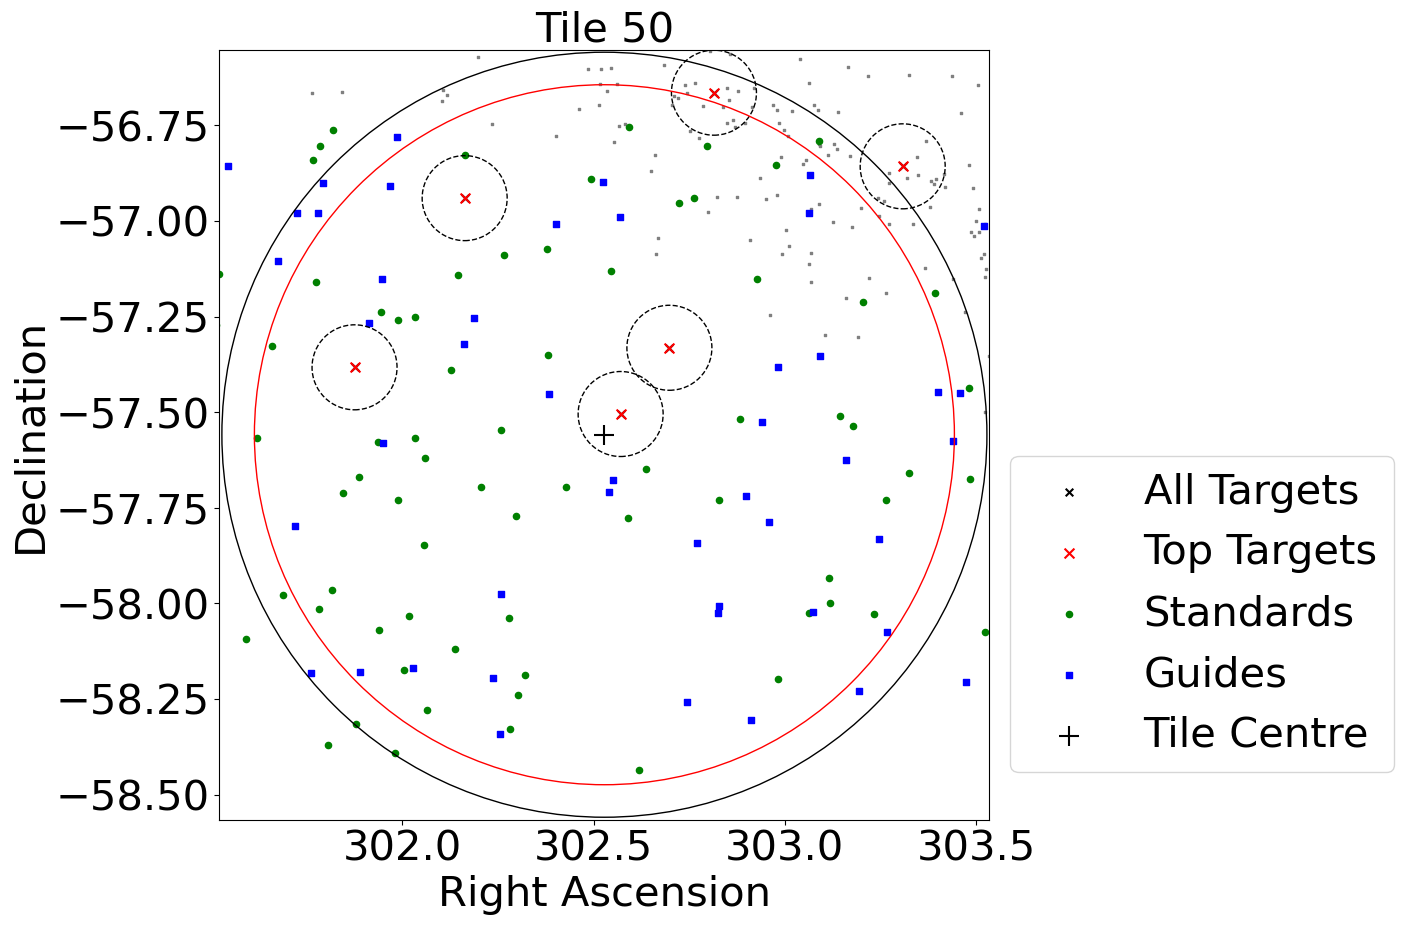 Tile 50
Declination
−56.75
−57.00
−57.25
−57.50
−57.75
−58.00
−58.25
−58.50
302.0
302.5
303.0
303.5
Right Ascension
All Targets
Top Targets
Standards
Guides
Tile Centre